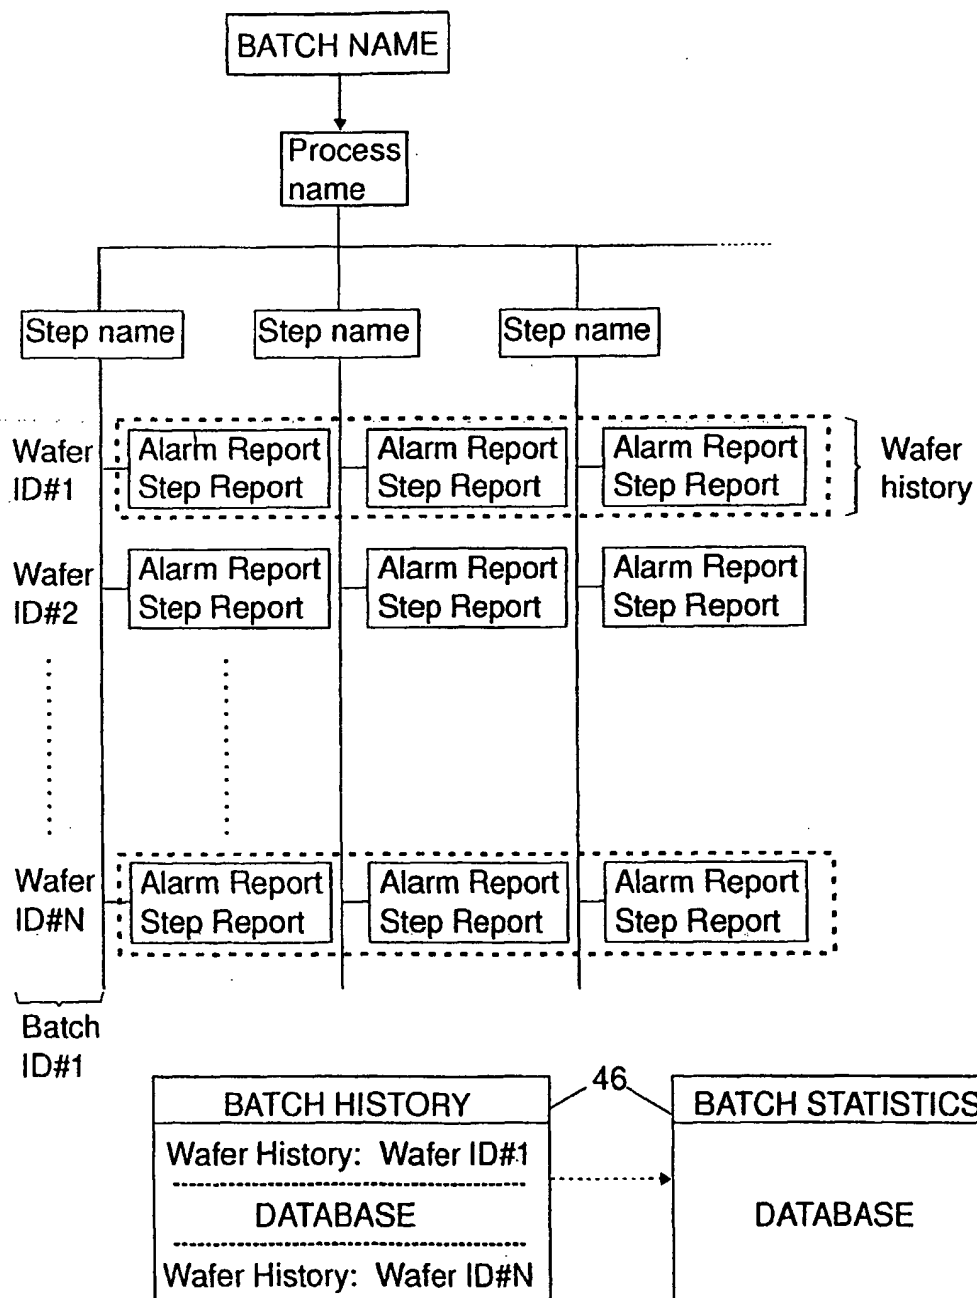 BATCH NAME
Process
name
Step name
Step name
Step name
Wafer
ID#1
Alarm Report
Step Report
Alarm Report
Step Report
Alarm Report
Step Report
Wafer
history
Wafer
ID#2
Alarm Report
Step Report
Alarm Report
Step Report
Alarm Report
Step Report
Wafer
ID#N
Alarm Report
Step Report
Alarm Report
Step Report
Alarm Report
Step Report
Batch
ID#1
46
BATCH HISTORY
Wafer History: Wafer ID#1
DATABASE
Wafer History: Wafer ID#N
BATCH STATISTICS
DATABASE